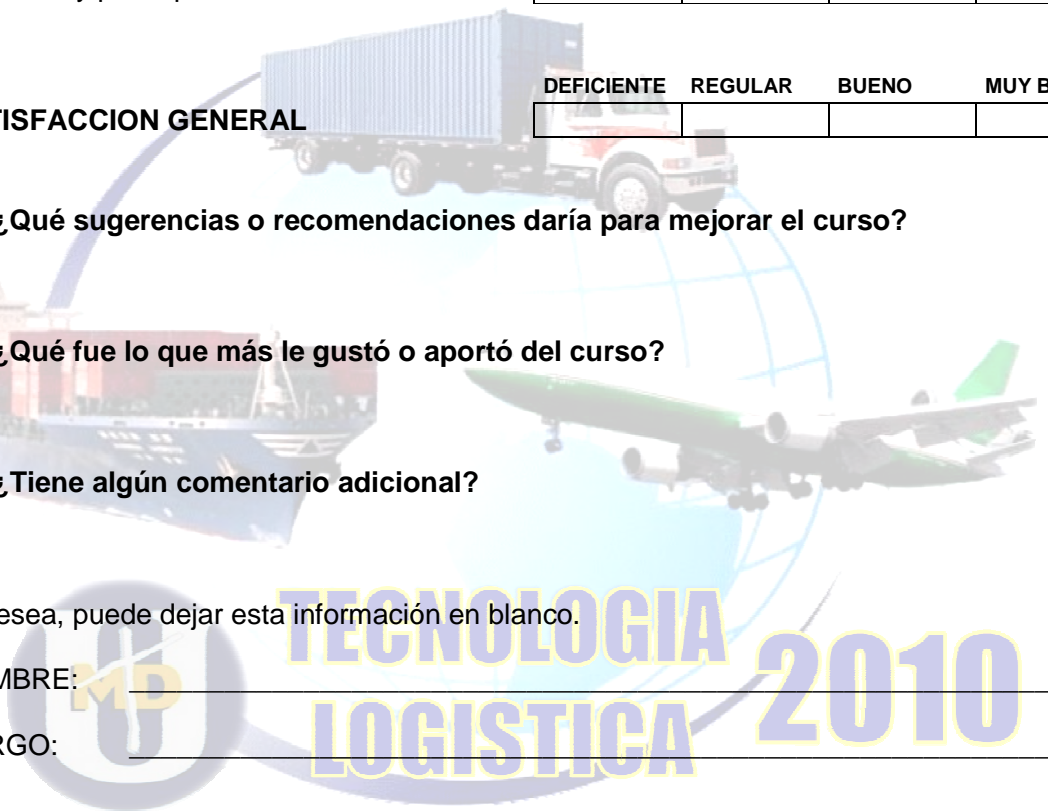 DEFICIENTE REGULAR BUENO MUY B
TISFACCION GENERAL
¿Qué sugerencias o recomendaciones daría para mejorar el curso?
¿Qué fue lo que más le gustó o aportó del curso?
¿Tiene algún comentario adicional?
esea, puede dejar esta información en blanco.
MBRE:
RGO:
TECNOLOGIA
LOGISTICA
2010
U
MD